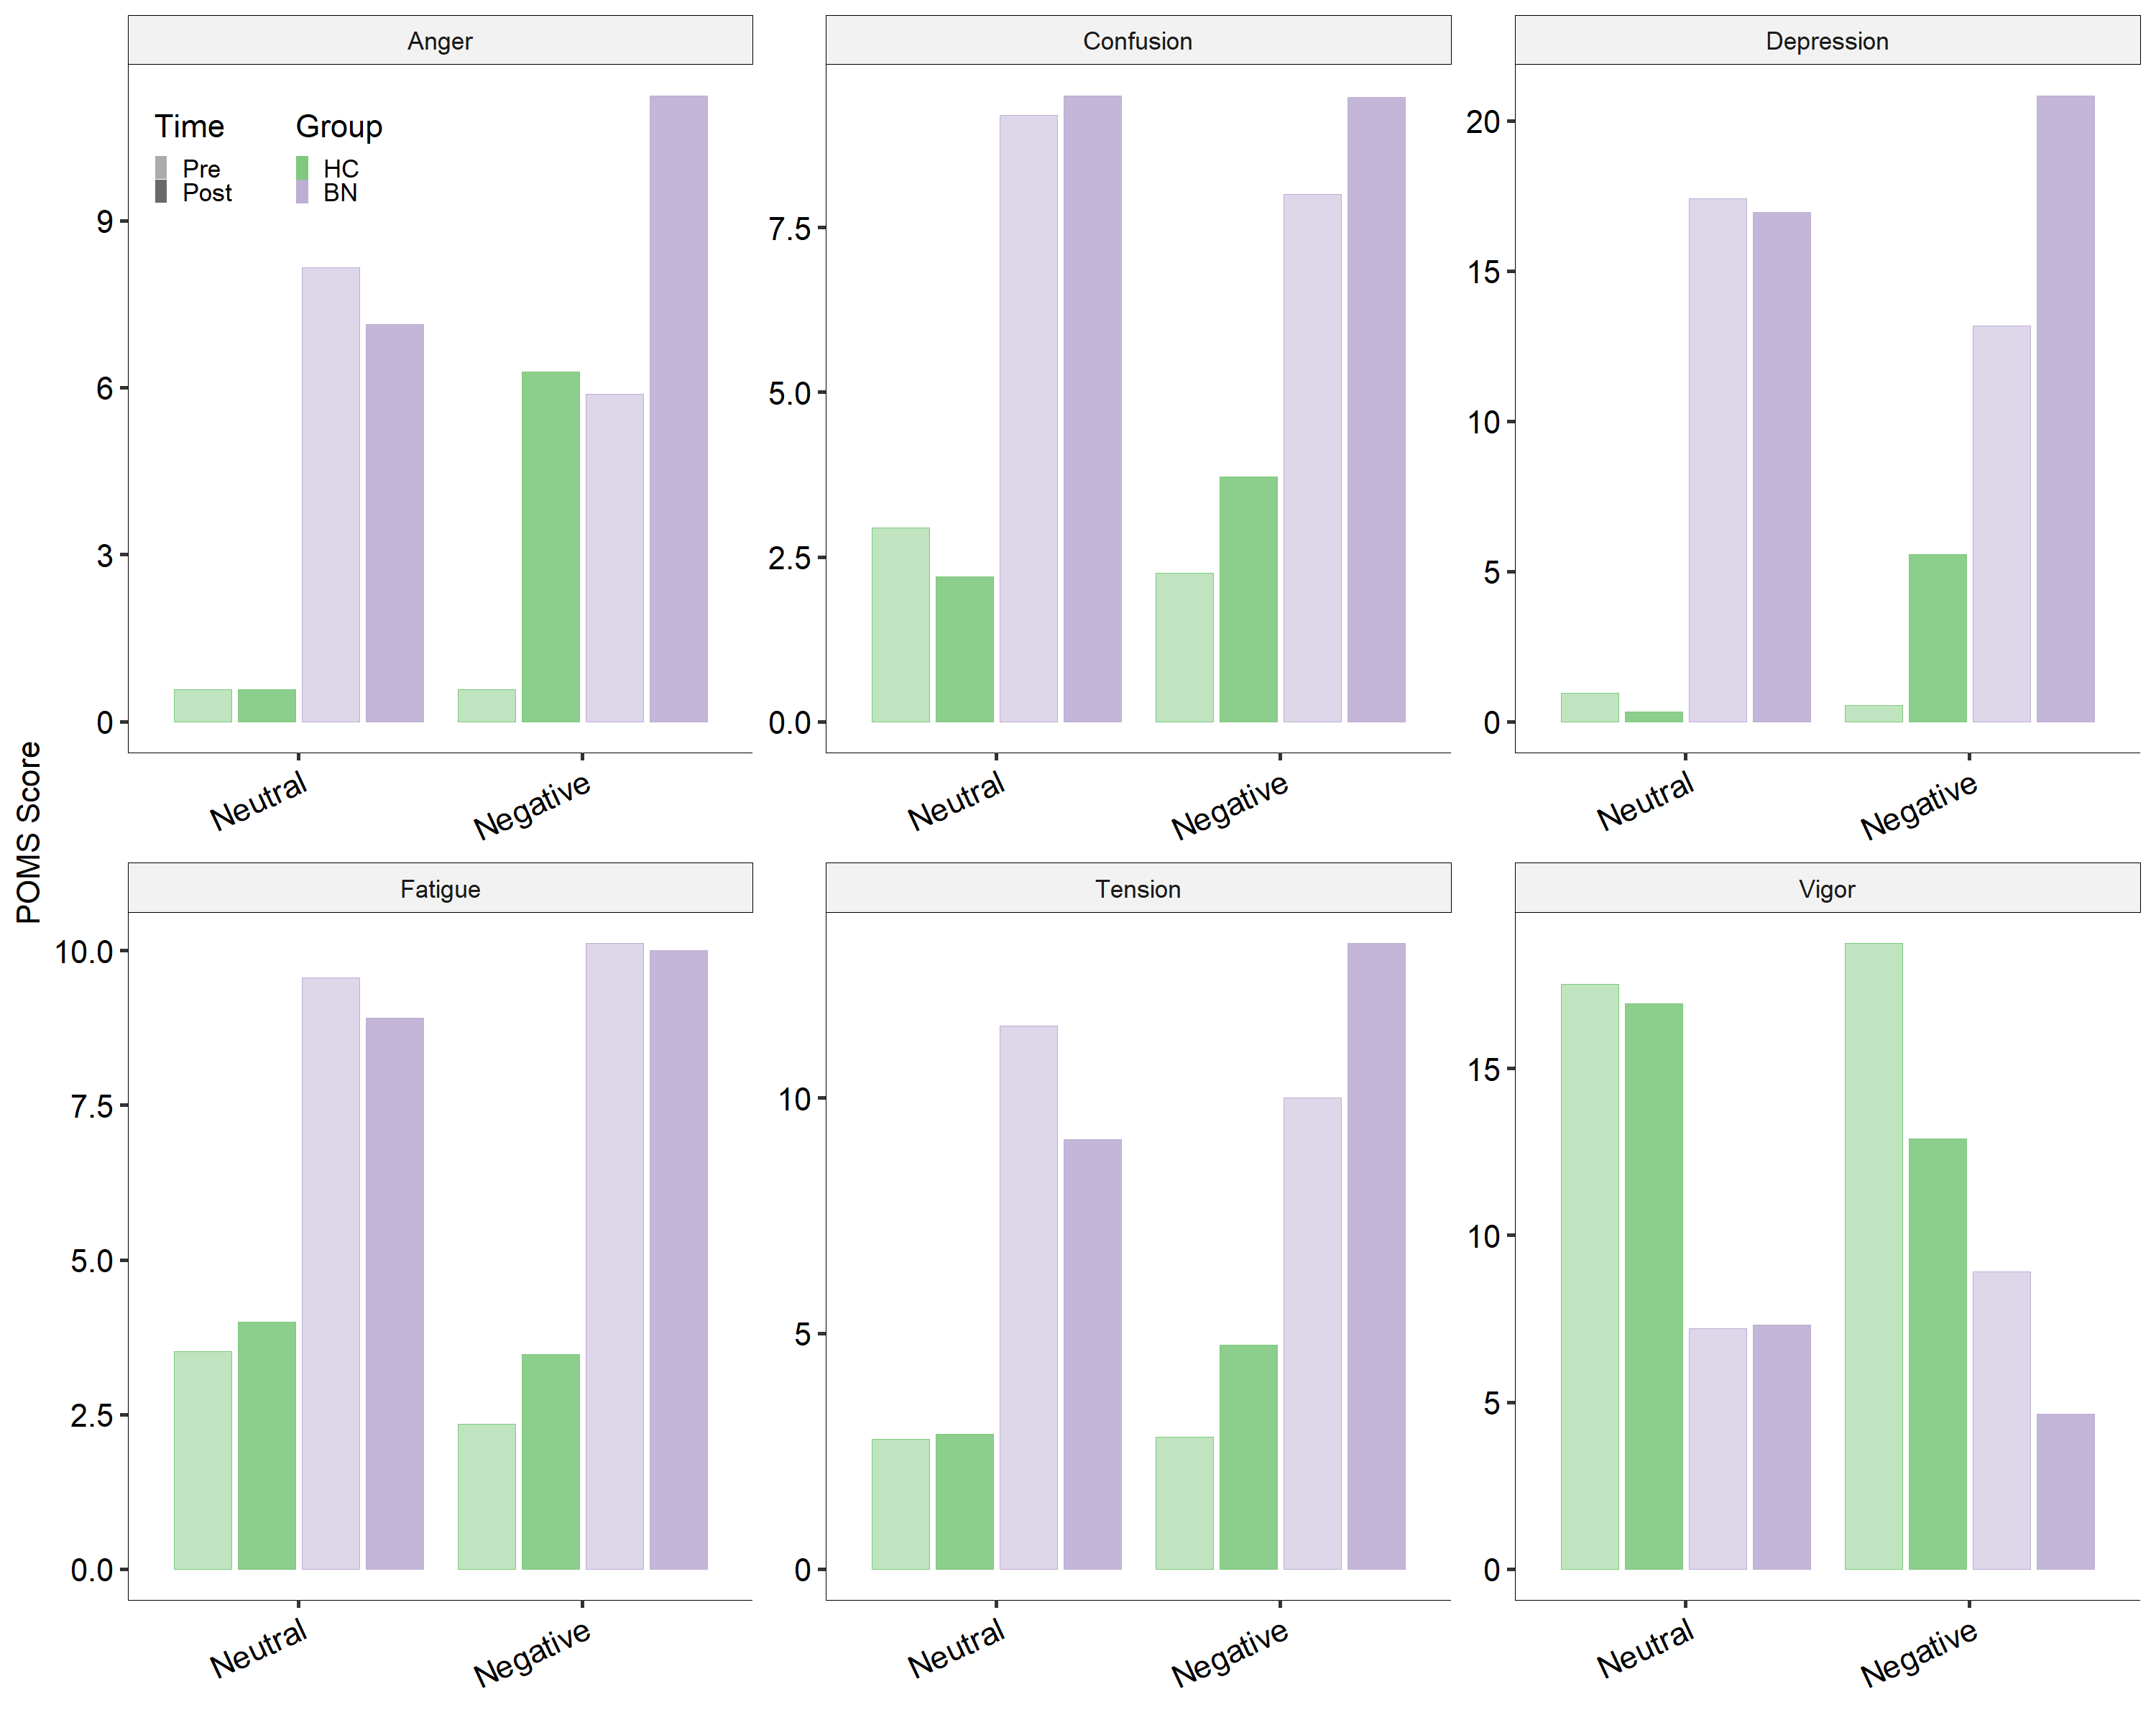 Anger
Confusion
Depression
Time
Group
Pre
Post
HC
BN
9
6
3
0
7.5
5.0
2.5
0.0
20
15
10
5
0
Neutral
Negative
Neutral
Negative
Neutral
Negative
POMS Score
Fatigue
Tension
Vigor
10.0
7.5
5.0
2.5
0.0
10
5
0
15
10
5
0
Neutral
Negative
Neutral
Negative
Neutral
Negative